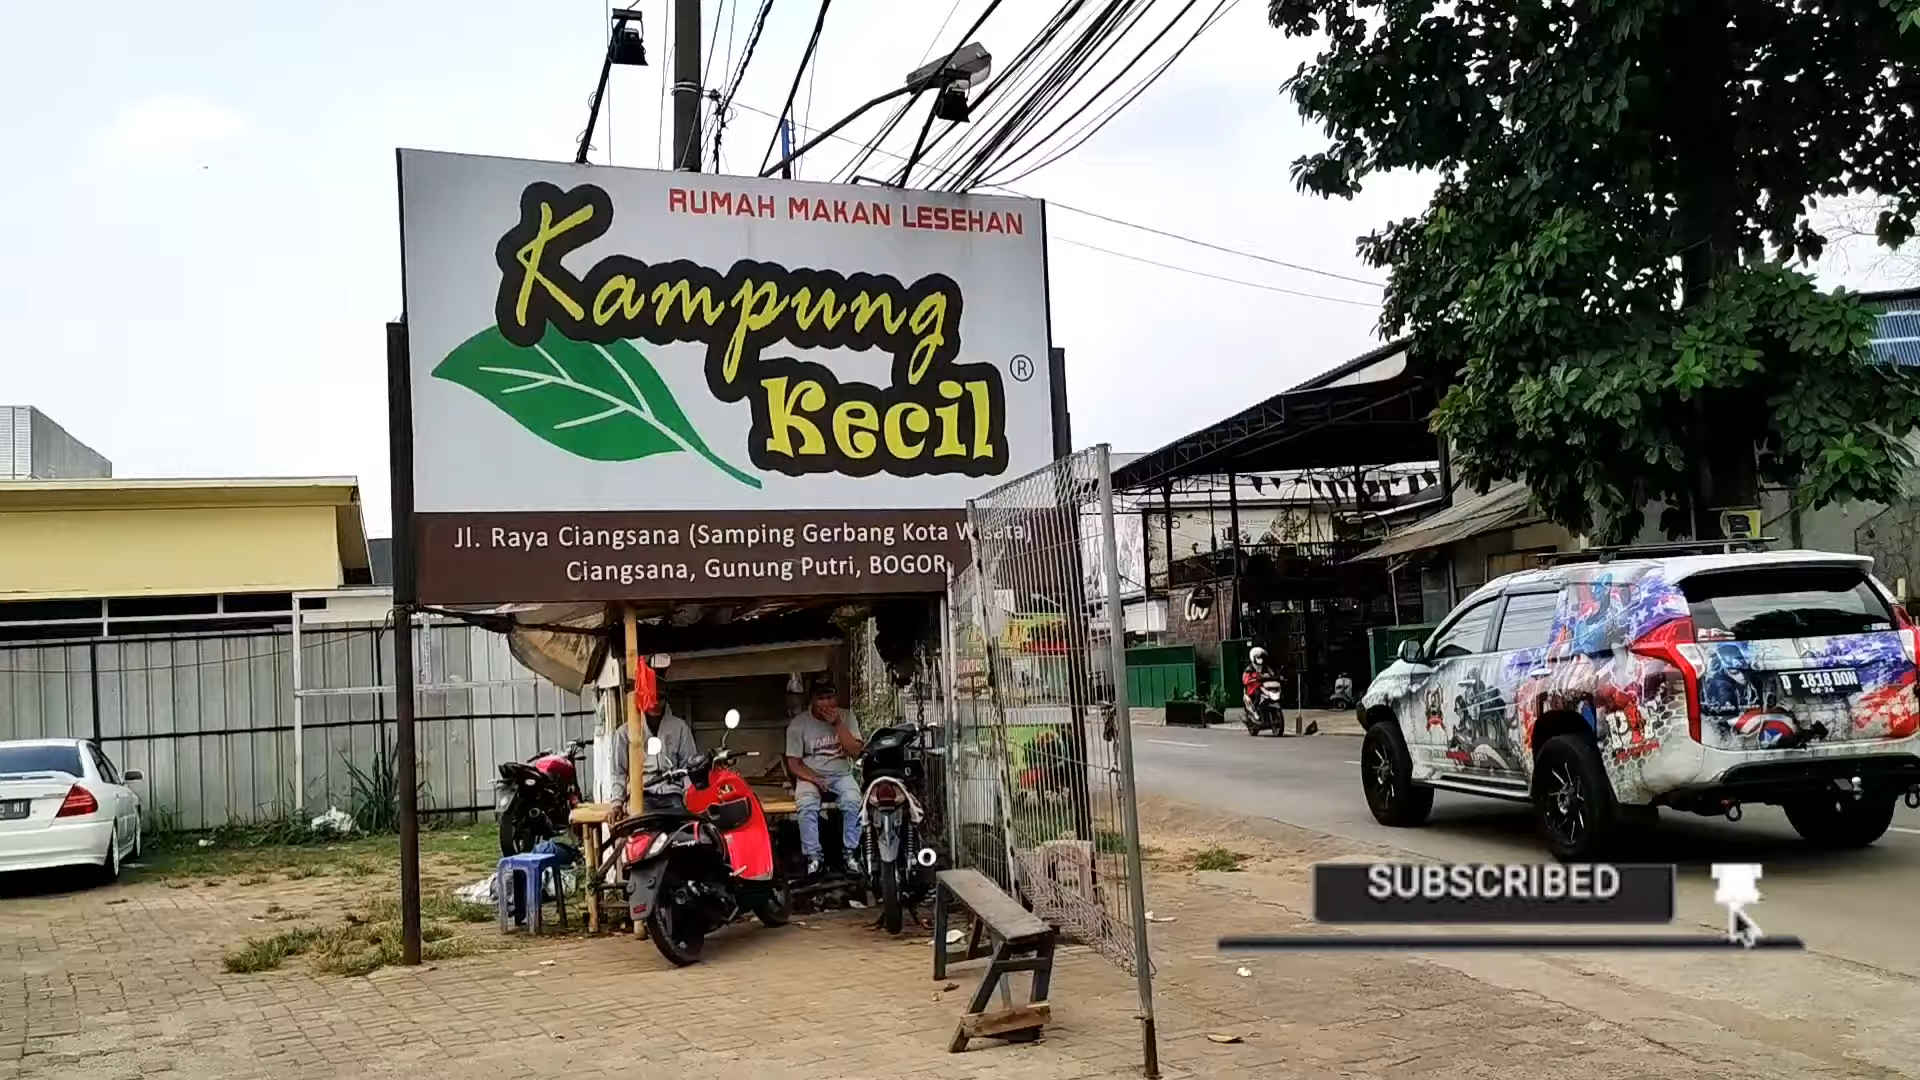 RUMAH MAKAN LESEHAN
Kampung
Kecil
®
Jl. Raya Ciangsana (Samping Gerbang Kota Wisata)
Ciangsana, Gunung Putri, BOGOR
D 1818 DON
SUBSCRIBED